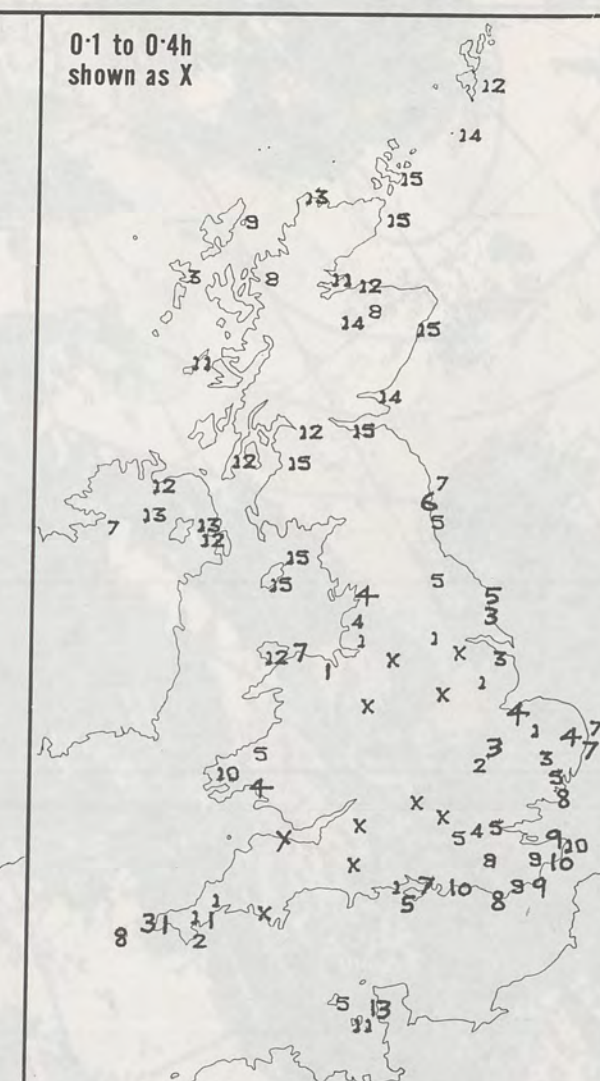 0·1 to 0·4h
shown as X
12
14
15
13
9
15
3 8 11 12
8
14 15
11
14
12 15
12 15
12 7
6
13 13 5
7 12
15
15 5
4 5
3
4
1 1
12 7 X X 3
1
1
X X
4 1 7
4
3 7
5 3
2
10 5
4 8
X
X
X X 5 4 5 9
10
X 8 9 10
1 7 10 8 9
1 5 8
3 1 1 1 X
8 2
5 13
11